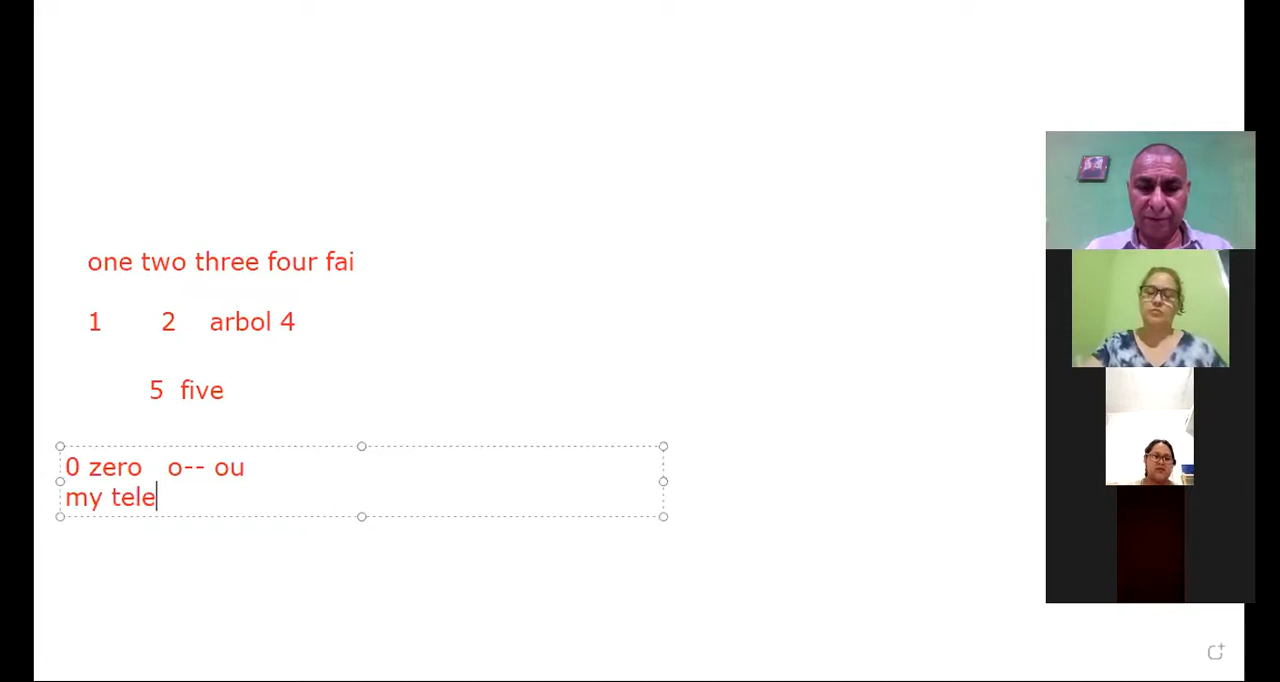 one two three four fai
1 2 arbol 4
5 five
0 zero o-- ou
my tele